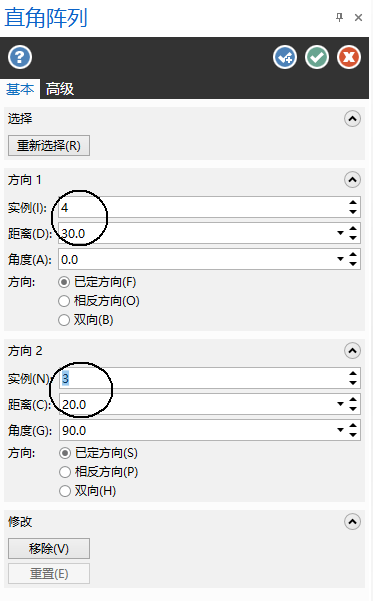 直角阵列
基本 高级
选择
重新选择(R)
方向 1
实例(I): 4
距离(D): 30.0
角度(A): 0.0
方向: 已定方向(F)
相反方向(O)
双向(B)
方向 2
实例(N): 3
距离(C): 20.0
角度(G): 90.0
方向: 已定方向(S)
相反方向(P)
双向(H)
修改
移除(V)
重置(E)